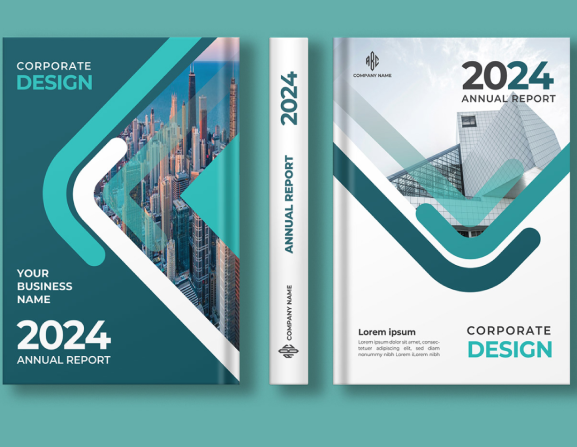 CORPORATE
DESIGN
YOUR
BUSINESS
NAME
2024
ANNUAL REPORT
COMPANY NAME
ANNUAL REPORT
2024
ABC
COMPANY NAME
2024
ANNUAL REPORT
Lorem ipsum
Lorem ipsum dolor sit amet, consec-
tetuer adipiscing elit, sed diam
nonummy nibh Lorem ipsum nibh
CORPORATE
DESIGN